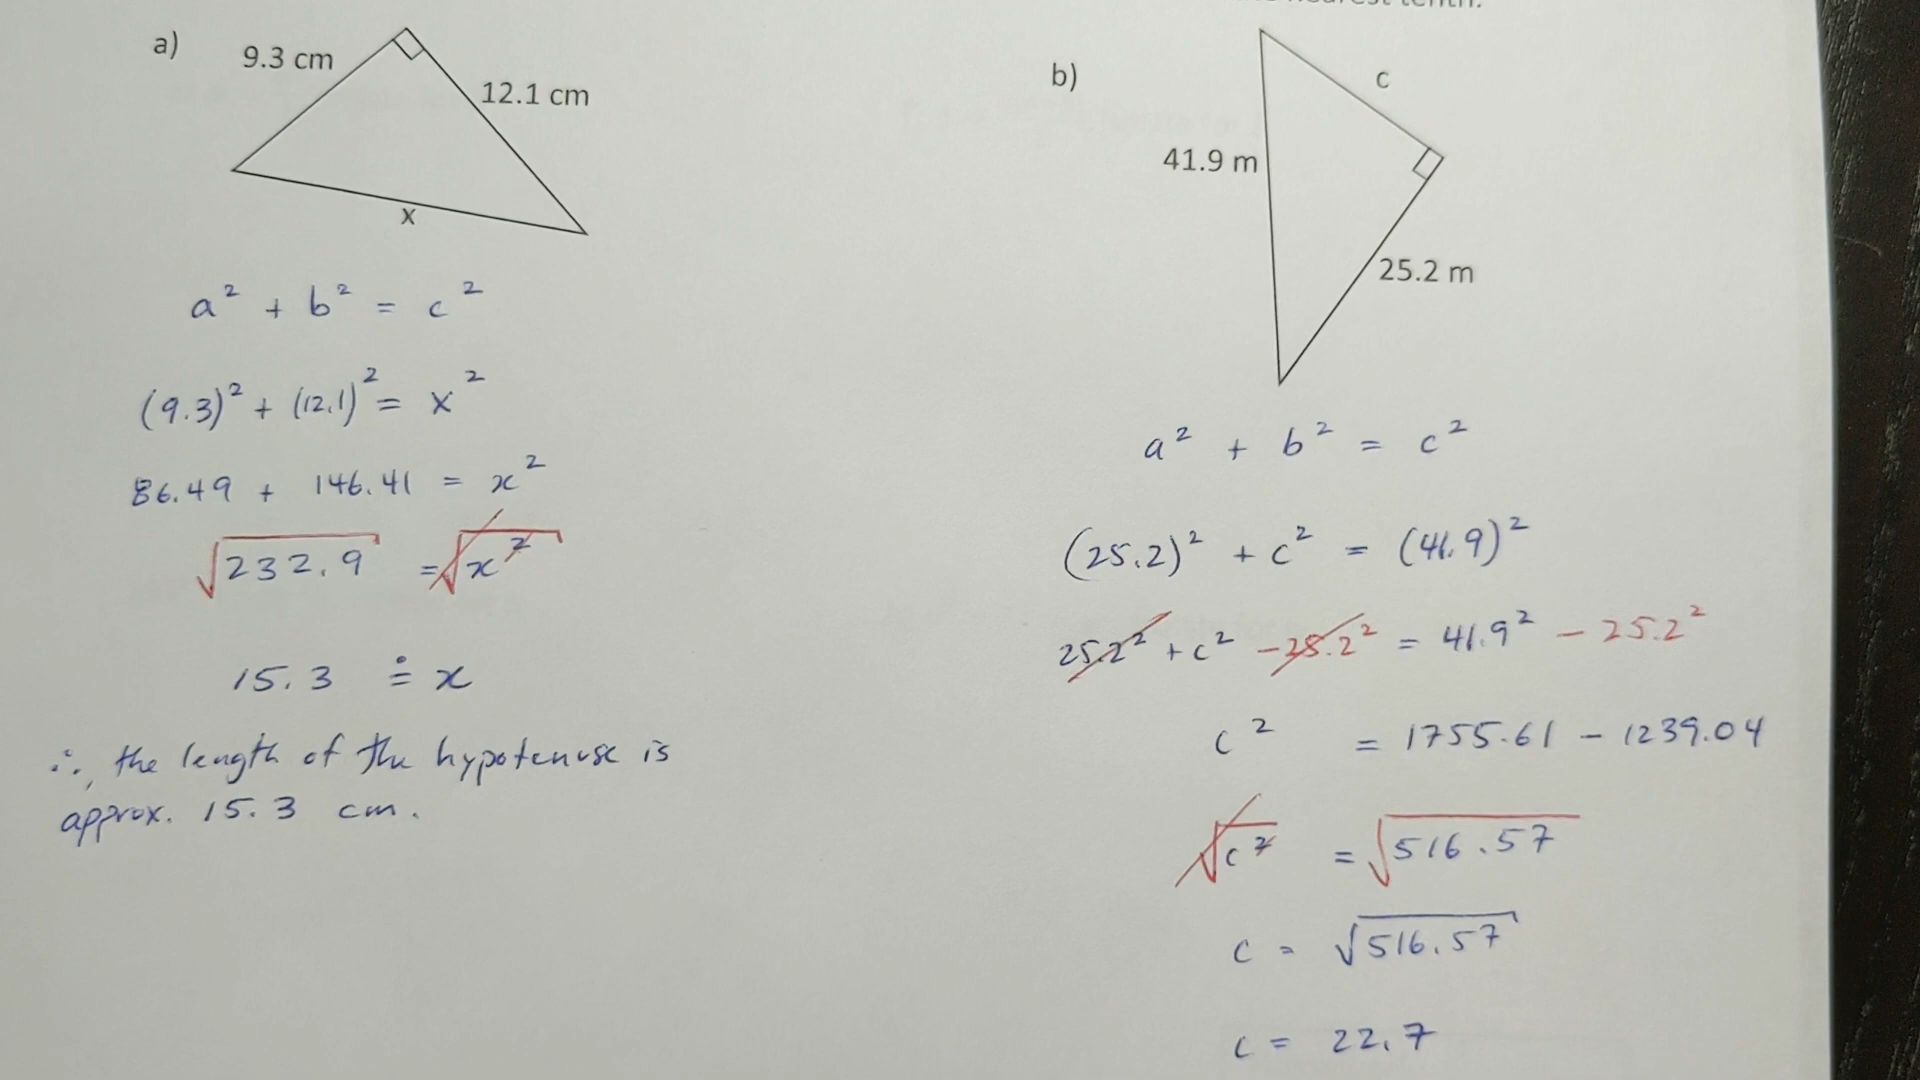 nearest tenth.
a)
9.3 cm
12.1 cm
x
a² + b² = c²
(9.3)² + (12.1)² = x²
86.49 + 146.41 = x²
√232.9 = √x²
15.3 ≐ x
∴, the length of the hypotenuse is
approx. 15.3 cm.
b)
c
41.9 m
25.2 m
a² + b² = c²
(25.2)² + c² = (41.9)²
25.2² + c² - 25.2² = 41.9² - 25.2²
c² = 1755.61 - 1239.04
√c² = √516.57
c = √516.57
c = 22.7